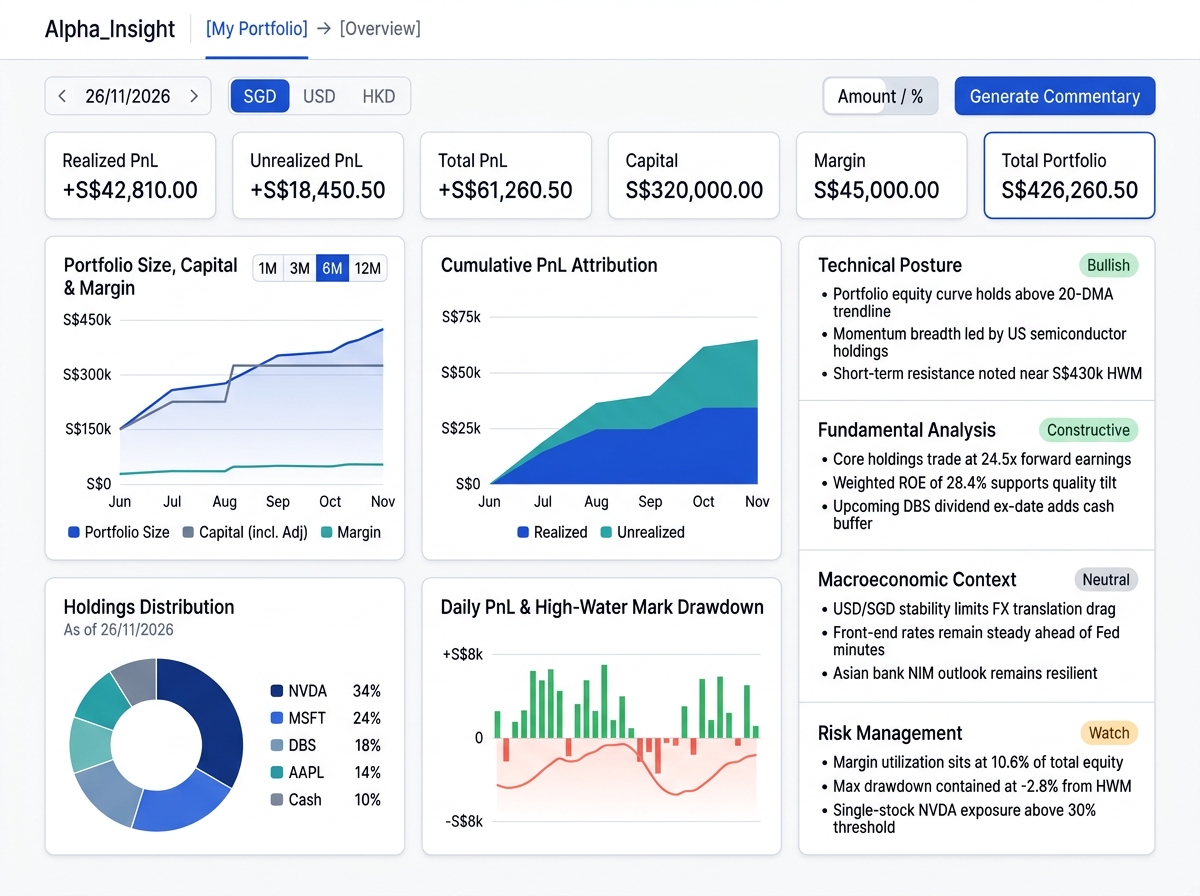 Alpha_Insight
[My Portfolio] → [Overview]
26/11/2026
SGD
USD
HKD
Amount / %
Generate Commentary
Realized PnL
+S$42,810.00
Unrealized PnL
+S$18,450.50
Total PnL
+S$61,260.50
Capital
S$320,000.00
Margin
S$45,000.00
Total Portfolio
S$426,260.50
Portfolio Size, Capital
& Margin
1M
3M
6M
12M
S$450k
S$300k
S$150k
S$0
Jun
Jul
Aug
Sep
Oct
Nov
Portfolio Size
Capital (incl. Adj)
Margin
Cumulative PnL Attribution
S$75k
S$50k
S$25k
S$0
Jun
Jul
Aug
Sep
Oct
Nov
Realized
Unrealized
Technical Posture
Bullish
• Portfolio equity curve holds above 20-DMA
trendline
• Momentum breadth led by US semiconductor
holdings
• Short-term resistance noted near S$430k HWM
Fundamental Analysis
Constructive
• Core holdings trade at 24.5x forward earnings
• Weighted ROE of 28.4% supports quality tilt
• Upcoming DBS dividend ex-date adds cash
buffer
Macroeconomic Context
Neutral
• USD/SGD stability limits FX translation drag
• Front-end rates remain steady ahead of Fed
minutes
• Asian bank NIM outlook remains resilient
Risk Management
Watch
• Margin utilization sits at 10.6% of total equity
• Max drawdown contained at -2.8% from HWM
• Single-stock NVDA exposure above 30%
threshold
Holdings Distribution
As of 26/11/2026
NVDA 34%
MSFT 24%
DBS 18%
AAPL 14%
Cash 10%
Daily PnL & High-Water Mark Drawdown
+S$8k
0
-S$8k